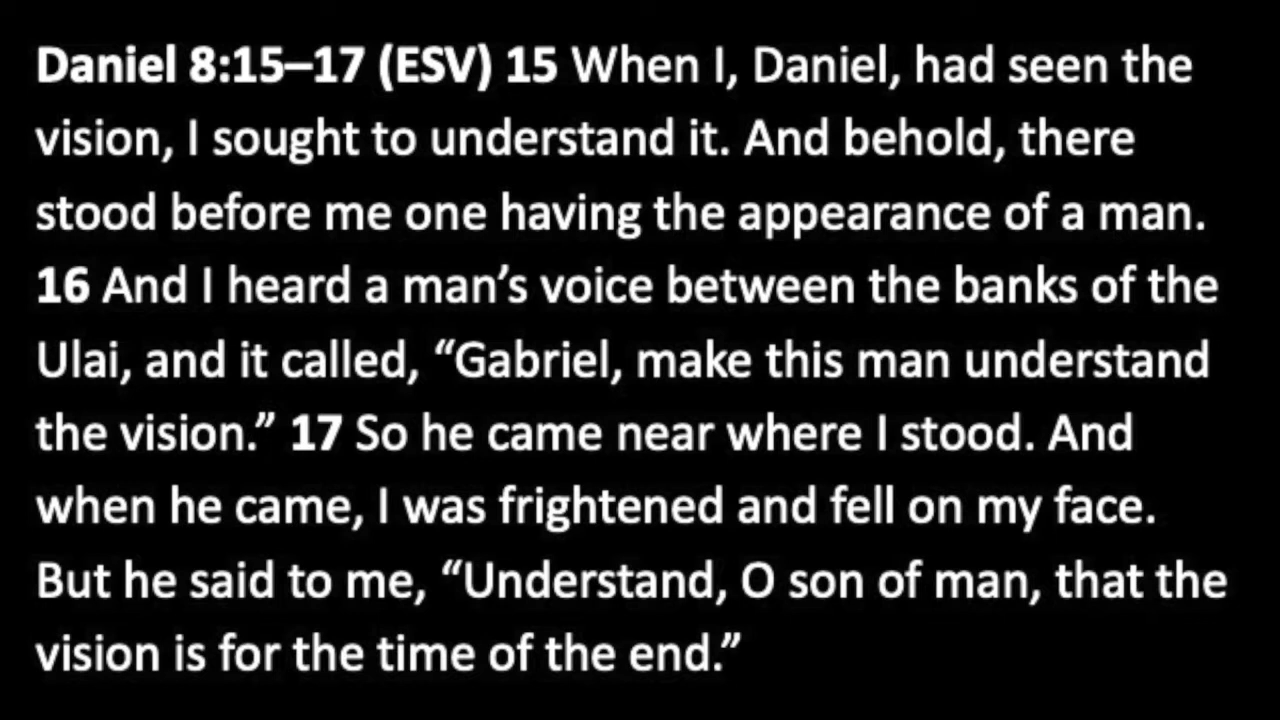 Daniel 8:15–17 (ESV) 15 When I, Daniel, had seen the
vision, I sought to understand it. And behold, there
stood before me one having the appearance of a man.
16 And I heard a man’s voice between the banks of the
Ulai, and it called, “Gabriel, make this man understand
the vision.” 17 So he came near where I stood. And
when he came, I was frightened and fell on my face.
But he said to me, “Understand, O son of man, that the
vision is for the time of the end.”